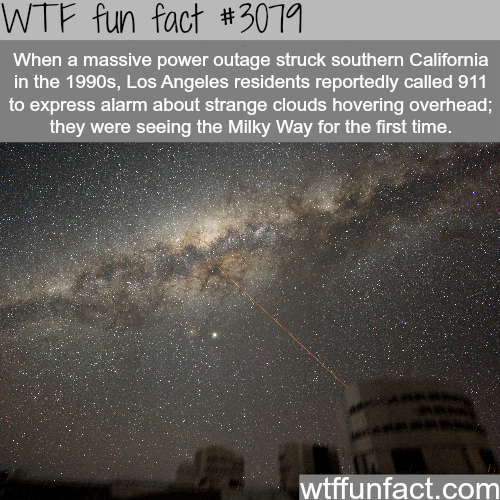 WTF fun fact #3079
When a massive power outage struck southern California
in the 1990s, Los Angeles residents reportedly called 911
to express alarm about strange clouds hovering overhead;
they were seeing the Milky Way for the first time.
wtffunfact.com